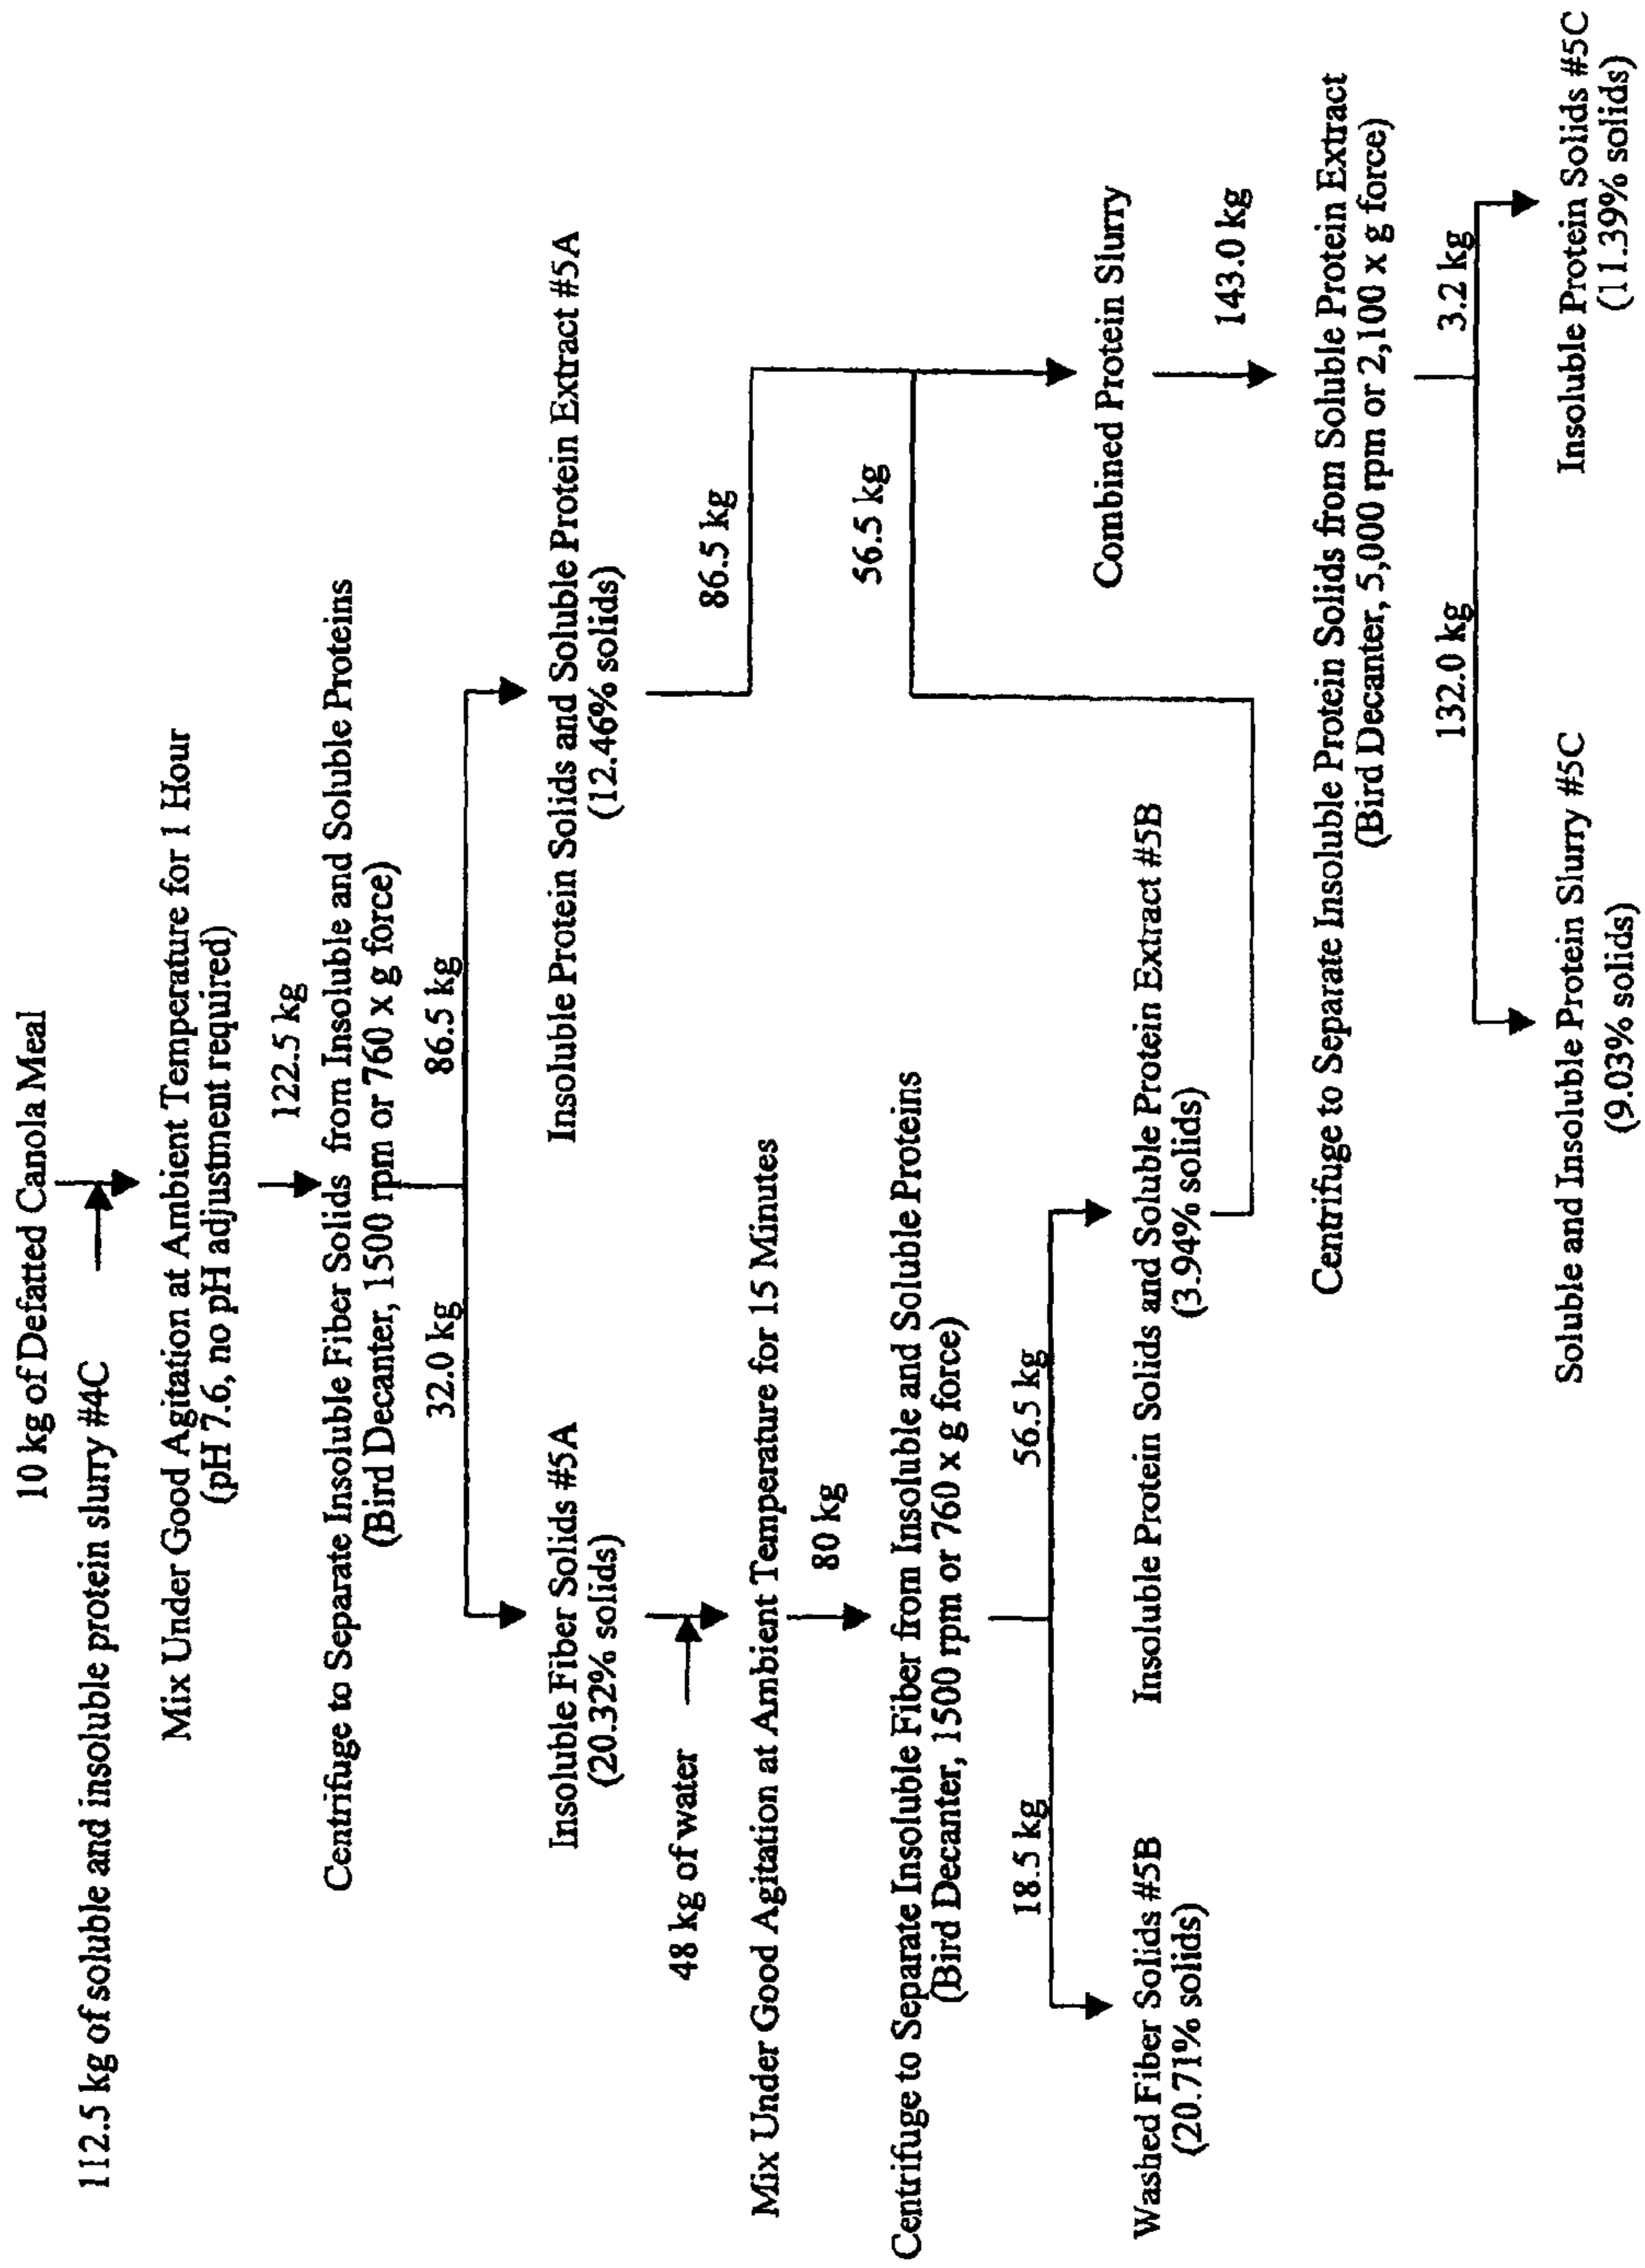 10 kg of Defatted Canola Meal
112.5 kg of soluble and insoluble protein slurry #4C
Mix Under Good Agitation at Ambient Temperature for 1 Hour
(pH 7.6, no pH adjustment required)
122.5 kg
Centrifuge to Separate Insoluble Fiber Solids from Insoluble and Soluble Proteins
(Bird Decanter, 1500 rpm or 760 x g force)
32.0 kg
86.5 kg
Insoluble Fiber Solids #5A
(20.32% solids)
Insoluble Protein Solids and Soluble Protein Extract #5A
(12.46% solids)
48 kg of water
86.5 kg
Mix Under Good Agitation at Ambient Temperature for 15 Minutes
80 kg
56.5 kg
Centrifuge to Separate Insoluble Fiber from Insoluble and Soluble Proteins
(Bird Decanter, 1500 rpm or 760 x g force)
18.5 kg
56.5 kg
Washed Fiber Solids #5B
(20.71% solids)
Insoluble Protein Solids and Soluble Protein Extract #5B
(3.94% solids)
Combined Protein Slurry
143.0 kg
Centrifuge to Separate Insoluble Protein Solids from Soluble Protein Extract
(Bird Decanter, 5,000 rpm or 2,100 x g force)
132.0 kg
3.2 kg
Soluble and Insoluble Protein Slurry #5C
(9.03% solids)
Insoluble Protein Solids #5C
(11.39% solids)